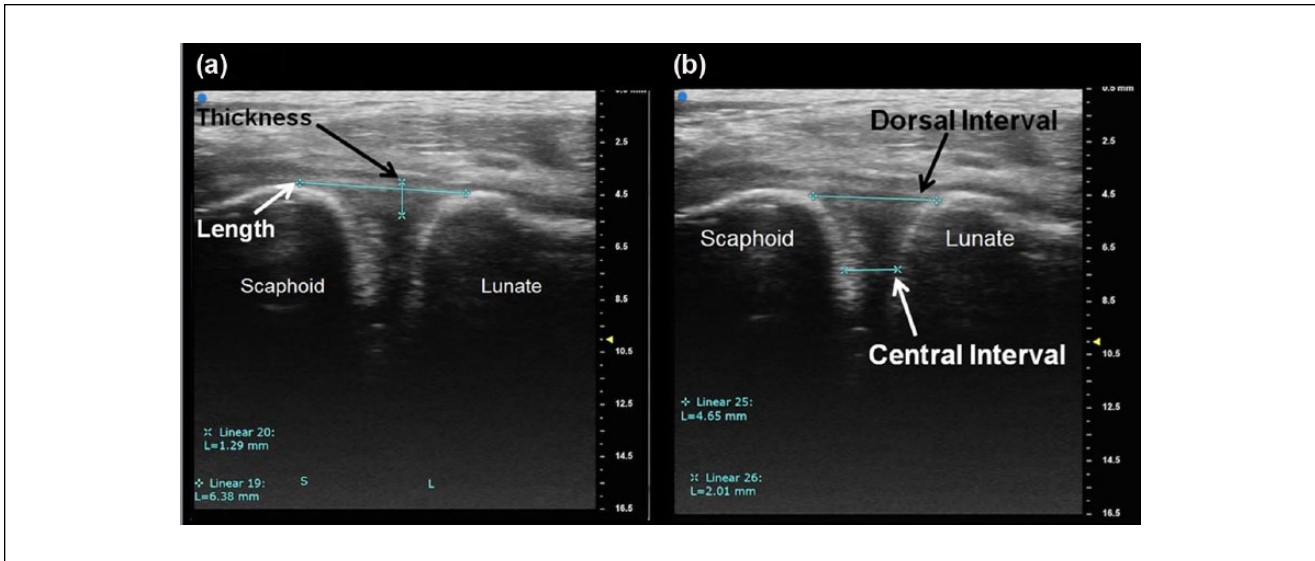 (a)
Thickness
Length
Scaphoid
Lunate
2.5
4.5
6.5
8.5
10.5
12.5
14.5
16.5
Linear 20:
L=1.29 mm
Linear 19:
L=6.38 mm
S
L
(b)
0.5 mm
Dorsal Interval
2.5
4.5
Scaphoid
Lunate
6.5
8.5
Central Interval
10.5
12.5
14.5
16.5
Linear 25:
L=4.65 mm
Linear 26:
L=2.01 mm